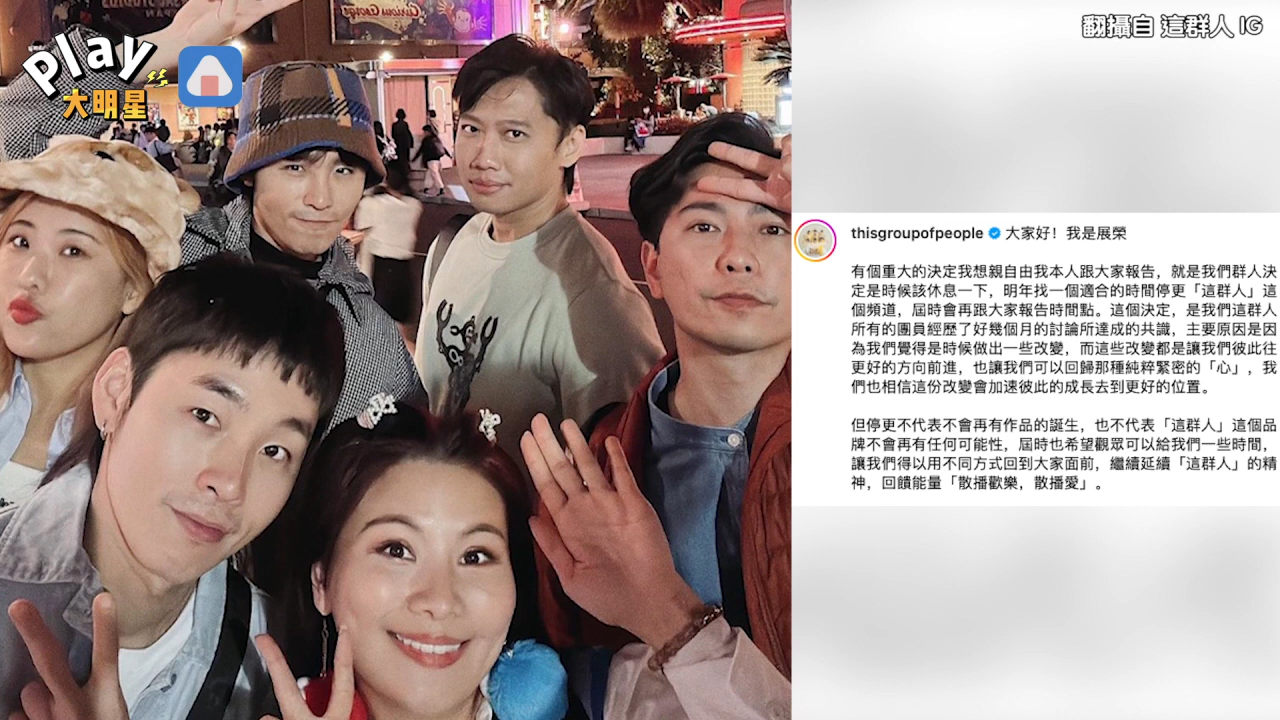 Play
大明星
Curious George
翻攝自 這群人 IG
thisgroupofpeople 大家好！我是展榮
有個重大的決定我想親自由我本人跟大家報告，就是我們群人決
定是時候該休息一下，明年找一個適合的時間停更「這群人」這
個頻道，屆時會再跟大家報告時間點。這個決定，是我們這群人
所有的團員經歷了好幾個月的討論所達成的共識，主要原因是因
為我們覺得是時候做出一些改變，而這些改變都是讓我們彼此往
更好的方向前進，也讓我們可以回歸那種純粹緊密的「心」，我
們也相信這份改變會加速彼此的成長去到更好的位置。
但停更不代表不會再有作品的誕生，也不代表「這群人」這個品
牌不會再有任何可能性，屆時也希望觀眾可以給我們一些時間，
讓我們得以用不同方式回到大家面前，繼續延續「這群人」的精
神，回饋能量「散播歡樂，散播愛」。